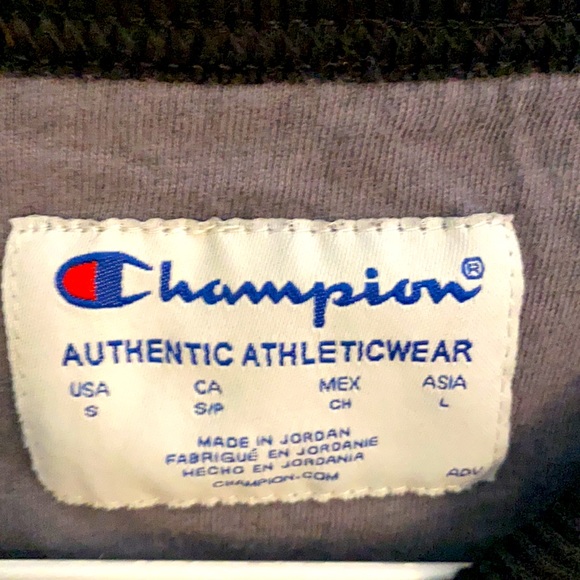 Champion®
AUTHENTIC ATHLETICWEAR
USA CA MEX ASIA
S S/P CH L
MADE IN JORDAN
FABRIQUÉ EN JORDANIE
HECHO EN JORDANIA
CHAMPION.COM
ADV